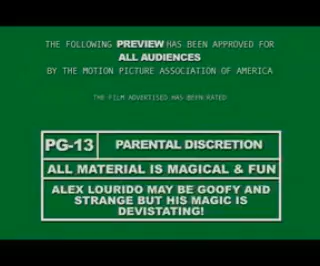 THE FOLLOWING PREVIEW HAS BEEN APPROVED FOR
ALL AUDIENCES
BY THE MOTION PICTURE ASSOCIATION OF AMERICA
THE FILM ADVERTISED HAS BEEN RATED
PG-13 PARENTAL DISCRETION
ALL MATERIAL IS MAGICAL & FUN
ALEX LOURIDO MAY BE GOOFY AND
STRANGE BUT HIS MAGIC IS
DEVISTATING!